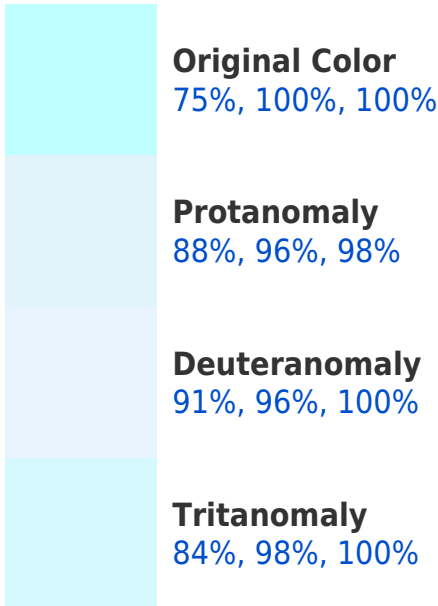 Original Color
75%, 100%, 100%
Protanomaly
88%, 96%, 98%
Deuteranomaly
91%, 96%, 100%
Tritanomaly
84%, 98%, 100%